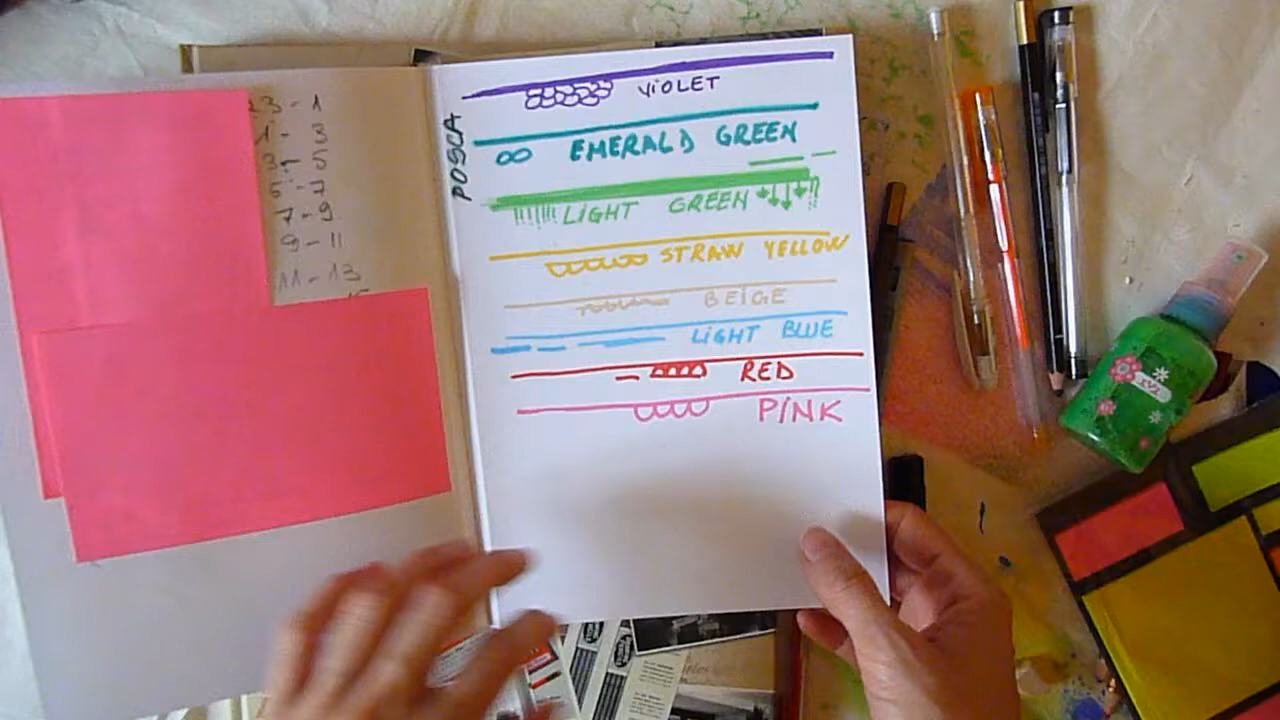 23 - 1
1 - 3
3 - 5
5 - 7
7 - 9
9 - 11
11 - 13
POSCA
ViOLET
EMERALD GREEN
LiGHT GREEN
STRAW YELLOW
BEiGE
LiGHT BLUE
RED
PiNK